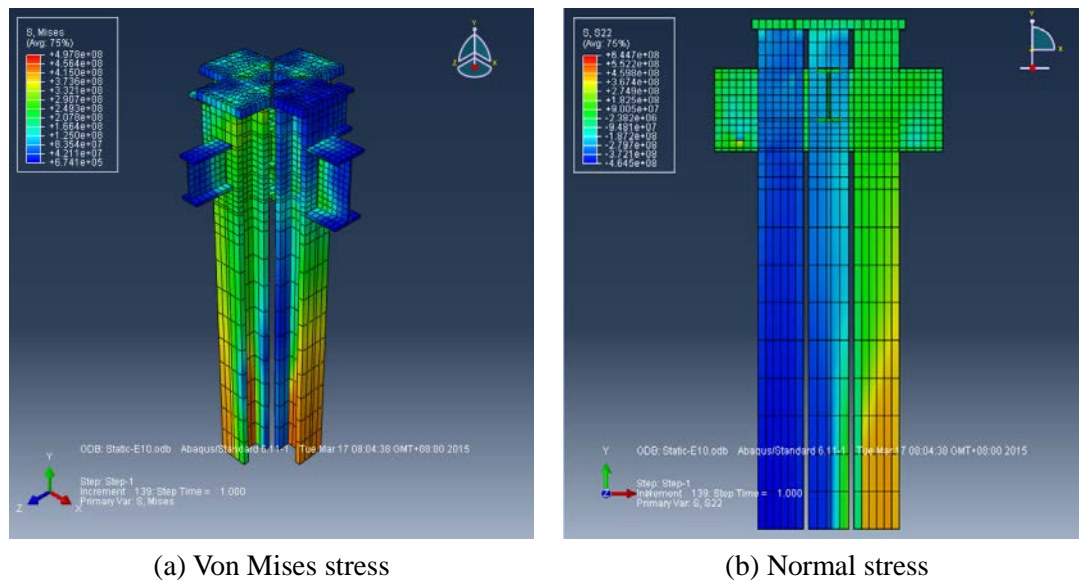 S, Mises
(Avg: 75%)
+4.978e+08
+4.564e+08
+4.150e+08
+3.736e+08
+3.321e+08
+2.907e+08
+2.493e+08
+2.078e+08
+1.664e+08
+1.250e+08
+8.354e+07
+4.211e+07
+6.741e+05
Y
Z
X
ODB: Static-E10.odb Abaqus/Standard 6.11-1 Tue Mar 17 08:04:38 GMT+08:00 2015
Y
Step: Step-1
Increment 139: Step Time = 1.000
Primary Var: S, Mises
Z
X
S, S22
(Avg: 75%)
+6.447e+08
+5.522e+08
+4.598e+08
+3.674e+08
+2.749e+08
+1.825e+08
+9.005e+07
-2.382e+06
-9.481e+07
-1.872e+08
-2.797e+08
-3.721e+08
-4.645e+08
Y
X
ODB: Static-E10.odb Abaqus/Standard 6.11-1 Tue Mar 17 08:04:38 GMT+08:00 2015
Y
Step: Step-1
Z
X
Increment 139: Step Time = 1.000
Primary Var: S, S22
(a) Von Mises stress
(b) Normal stress